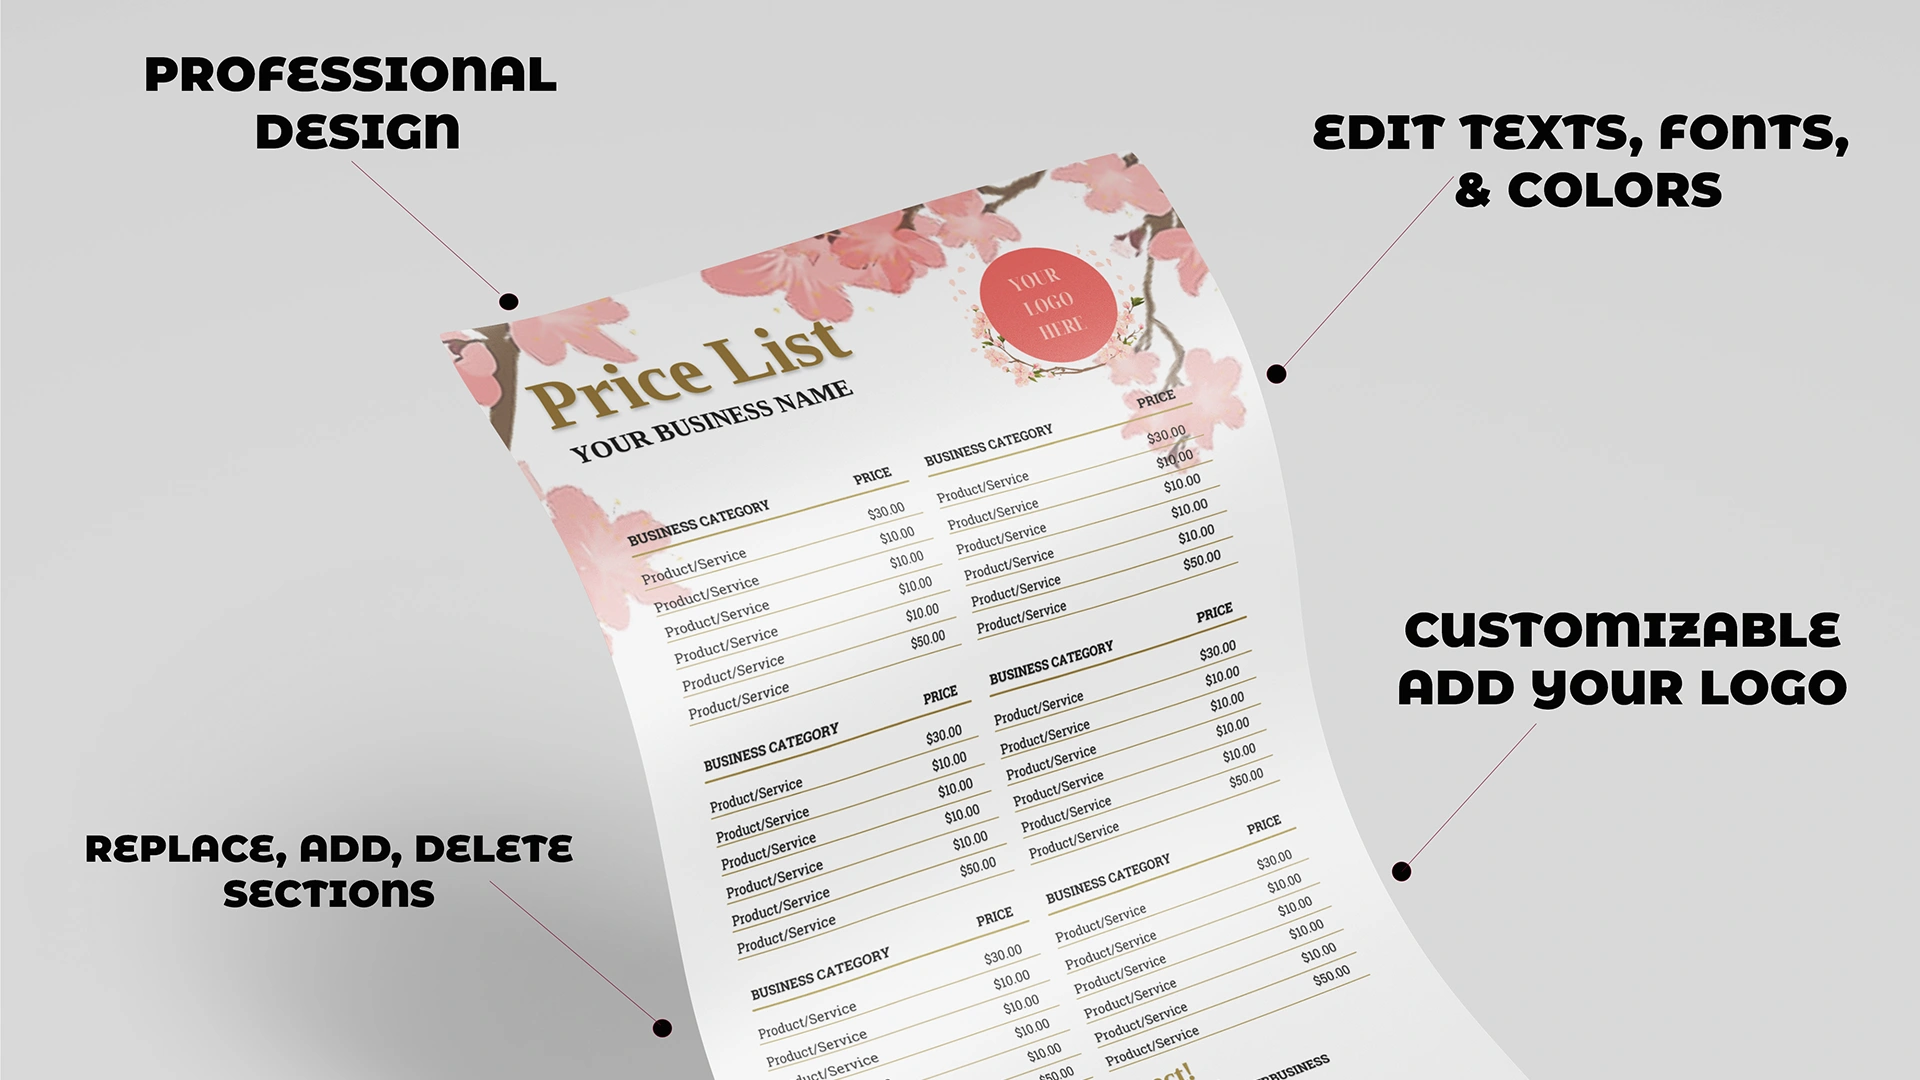 PROFESSIONAL
DESIGN
EDIT TEXTS, FONTS,
& COLORS
YOUR
LOGO
HERE
Price List
YOUR BUSINESS NAME
BUSINESS CATEGORY PRICE
Product/Service $30.00
Product/Service $10.00
Product/Service $10.00
Product/Service $10.00
Product/Service $10.00
Product/Service $50.00
BUSINESS CATEGORY PRICE
Product/Service $30.00
Product/Service $10.00
Product/Service $10.00
Product/Service $10.00
Product/Service $10.00
Product/Service $50.00
BUSINESS CATEGORY PRICE
Product/Service $30.00
Product/Service $10.00
Product/Service $10.00
Product/Service $10.00
Product/Service $10.00
Product/Service $50.00
BUSINESS CATEGORY PRICE
Product/Service $30.00
Product/Service $10.00
Product/Service $10.00
Product/Service $10.00
Product/Service $10.00
Product/Service $50.00
BUSINESS CATEGORY PRICE
Product/Service $30.00
Product/Service $10.00
Product/Service $10.00
$10.00
$10.00
$50.00
BUSINESS CATEGORY PRICE
Product/Service $30.00
Product/Service $10.00
Product/Service $10.00
Product/Service $10.00
Product/Service $10.00
Product/Service $50.00
CUSTOMIZABLE
ADD YOUR LOGO
REPLACE, ADD, DELETE
SECTIONS